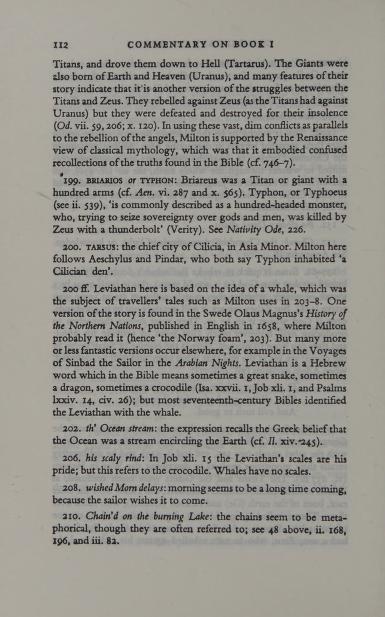 112 COMMENTARY ON BOOK I
Titans, and drove them down to Hell (Tartarus). The Giants were
also born of Earth and Heaven (Uranus), and many features of their
story indicate that it is another version of the struggles between the
Titans and Zeus. They rebelled against Zeus (as the Titans had against
Uranus) but they were defeated and destroyed for their insolence
(Od. vii. 59, 206; x. 120). In using these vast, dim conflicts as parallels
to the rebellion of the angels, Milton is supported by the Renaissance
view of classical mythology, which was that it embodied confused
recollections of the truths found in the Bible (cf. 746–7).
199. BRIARIOS or TYPHON: Briareus was a Titan or giant with a
hundred arms (cf. Aen. vi. 287 and x. 565). Typhon, or Typhoeus
(see ii. 539), ‘is commonly described as a hundred-headed monster,
who, trying to seize sovereignty over gods and men, was killed by
Zeus with a thunderbolt’ (Verity). See Nativity Ode, 226.
200. TARSUS: the chief city of Cilicia, in Asia Minor. Milton here
follows Aeschylus and Pindar, who both say Typhon inhabited ‘a
Cilician den’.
200 ff. Leviathan here is based on the idea of a whale, which was
the subject of travellers’ tales such as Milton uses in 203–8. One
version of the story is found in the Swede Olaus Magnus’s History of
the Northern Nations, published in English in 1658, where Milton
probably read it (hence ‘the Norway foam’, 203). But many more
or less fantastic versions occur elsewhere, for example in the Voyages
of Sinbad the Sailor in the Arabian Nights. Leviathan is a Hebrew
word which in the Bible means sometimes a great snake, sometimes
a dragon, sometimes a crocodile (Isa. xxvii. 1, Job xli. 1, and Psalms
lxxiv. 14, civ. 26); but most seventeenth-century Bibles identified
the Leviathan with the whale.
202. th’ Ocean stream: the expression recalls the Greek belief that
the Ocean was a stream encircling the Earth (cf. Il. xiv. 245).
206. his scaly rind: In Job xli. 15 the Leviathan’s scales are his
pride; but this refers to the crocodile. Whales have no scales.
208. wished Morn delays: morning seems to be a long time coming,
because the sailor wishes it to come.
210. Chain’d on the burning Lake: the chains seem to be meta-
phorical, though they are often referred to; see 48 above, ii. 168,
196, and iii. 82.